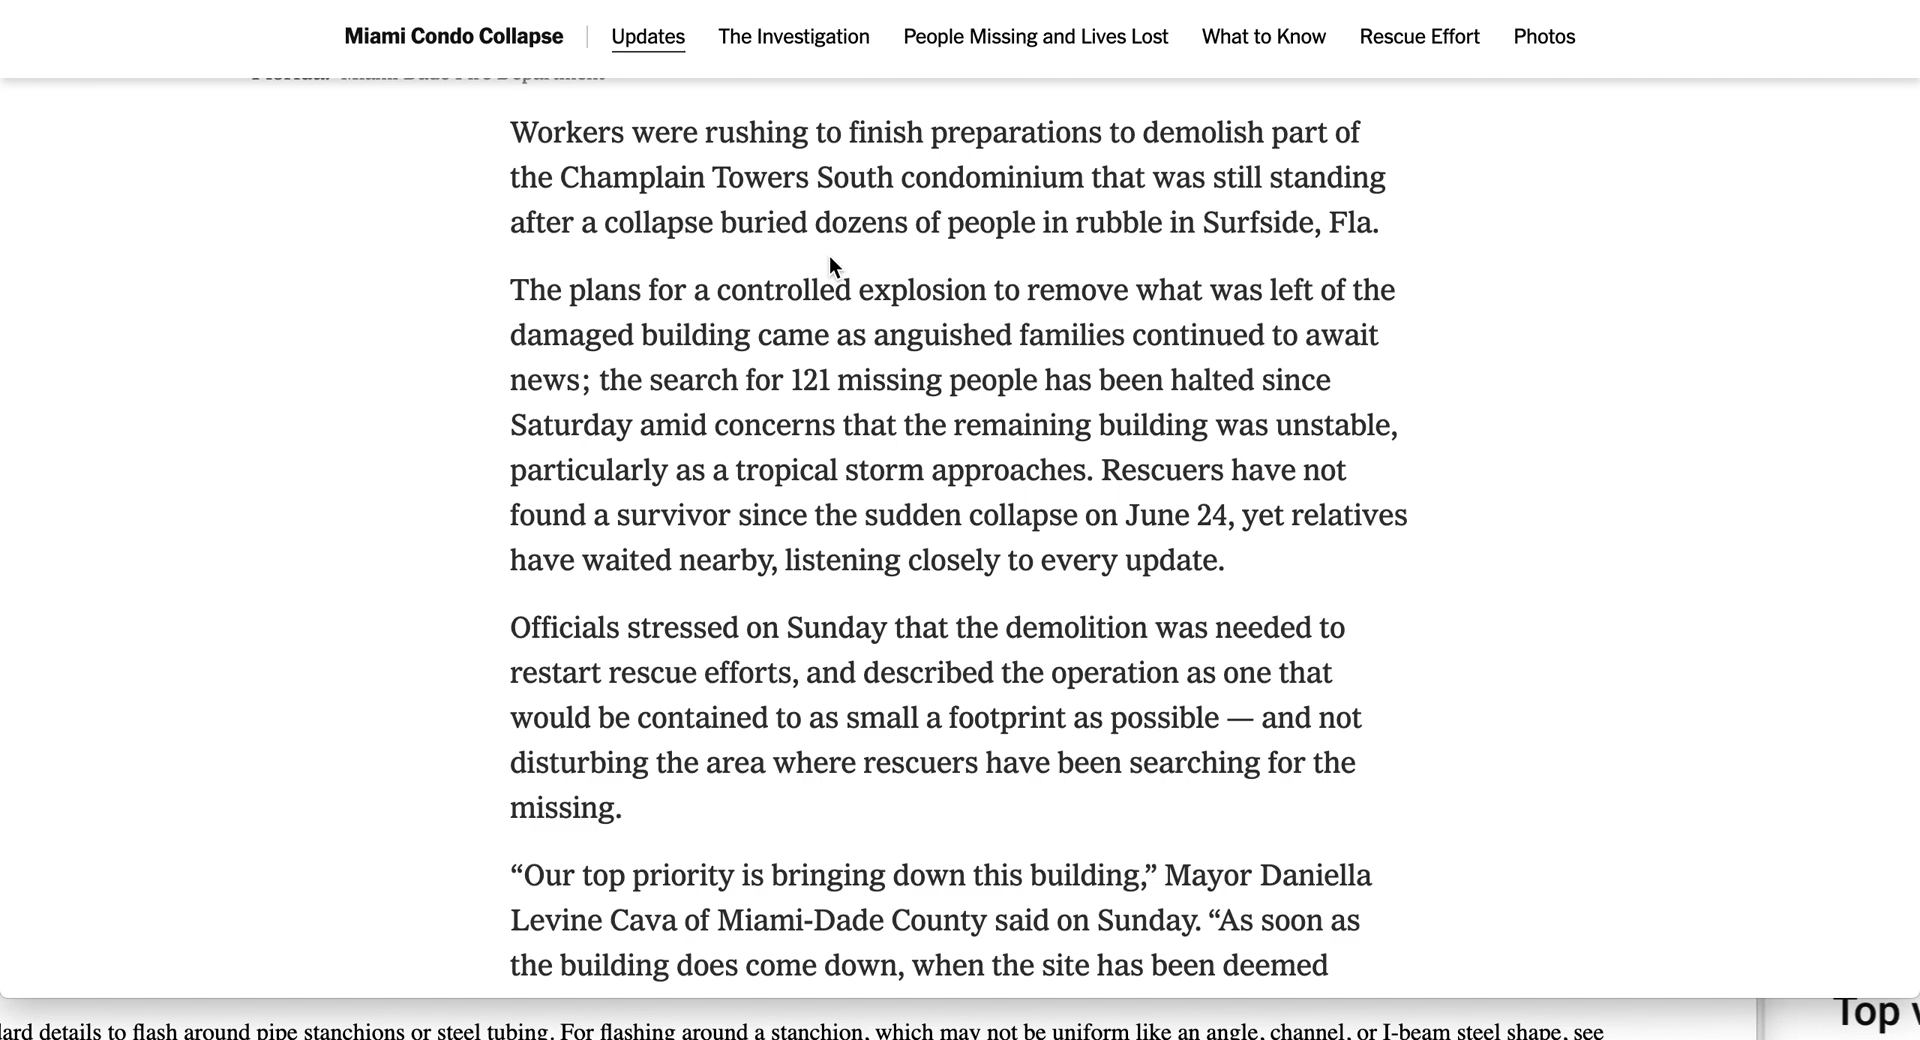 Miami Condo Collapse Updates The Investigation People Missing and Lives Lost What to Know Rescue Effort Photos
Florida. Miami-Dade Fire Department
Workers were rushing to finish preparations to demolish part of
the Champlain Towers South condominium that was still standing
after a collapse buried dozens of people in rubble in Surfside, Fla.
The plans for a controlled explosion to remove what was left of the
damaged building came as anguished families continued to await
news; the search for 121 missing people has been halted since
Saturday amid concerns that the remaining building was unstable,
particularly as a tropical storm approaches. Rescuers have not
found a survivor since the sudden collapse on June 24, yet relatives
have waited nearby, listening closely to every update.
Officials stressed on Sunday that the demolition was needed to
restart rescue efforts, and described the operation as one that
would be contained to as small a footprint as possible — and not
disturbing the area where rescuers have been searching for the
missing.
“Our top priority is bringing down this building,” Mayor Daniella
Levine Cava of Miami-Dade County said on Sunday. “As soon as
the building does come down, when the site has been deemed
Top
details to flash around pipe stanchions or steel tubing. For flashing around a stanchion, which may not be uniform like an angle, channel, or I-beam steel shape, see